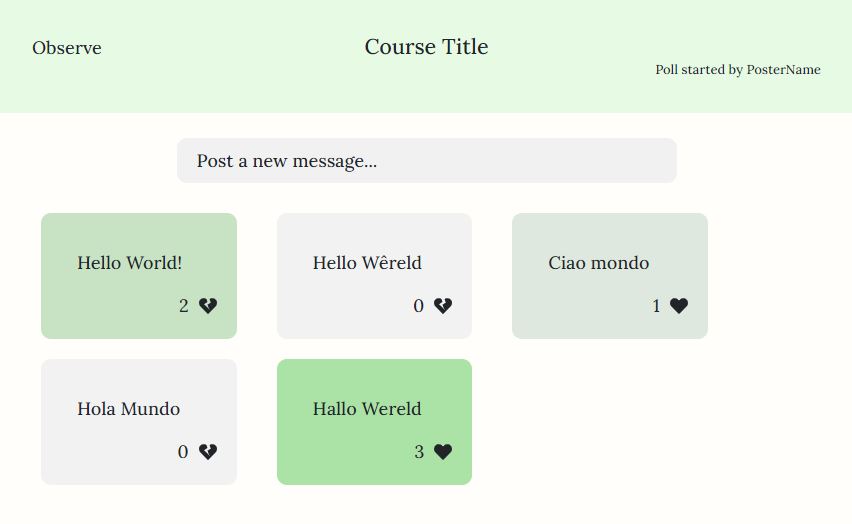 Observe
Course Title
Poll started by PosterName
Post a new message...
Hello World!
2
Hello Wêreld
0
Ciao mondo
1
Hola Mundo
0
Hallo Wereld
3